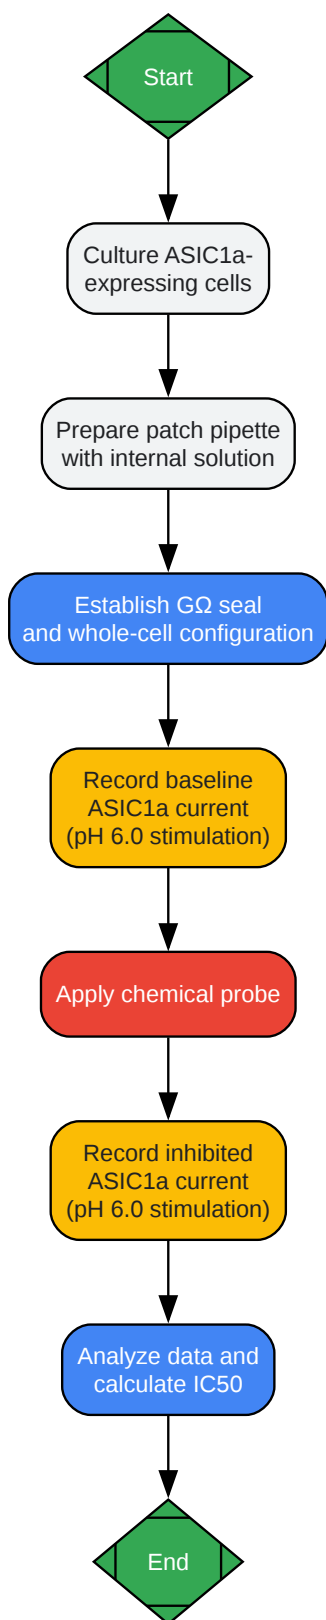 Start
Culture ASIC1a-
expressing cells
Prepare patch pipette
with internal solution
Establish GΩ seal
and whole-cell configuration
Record baseline
ASIC1a current
(pH 6.0 stimulation)
Apply chemical probe
Record inhibited
ASIC1a current
(pH 6.0 stimulation)
Analyze data and
calculate IC50
End